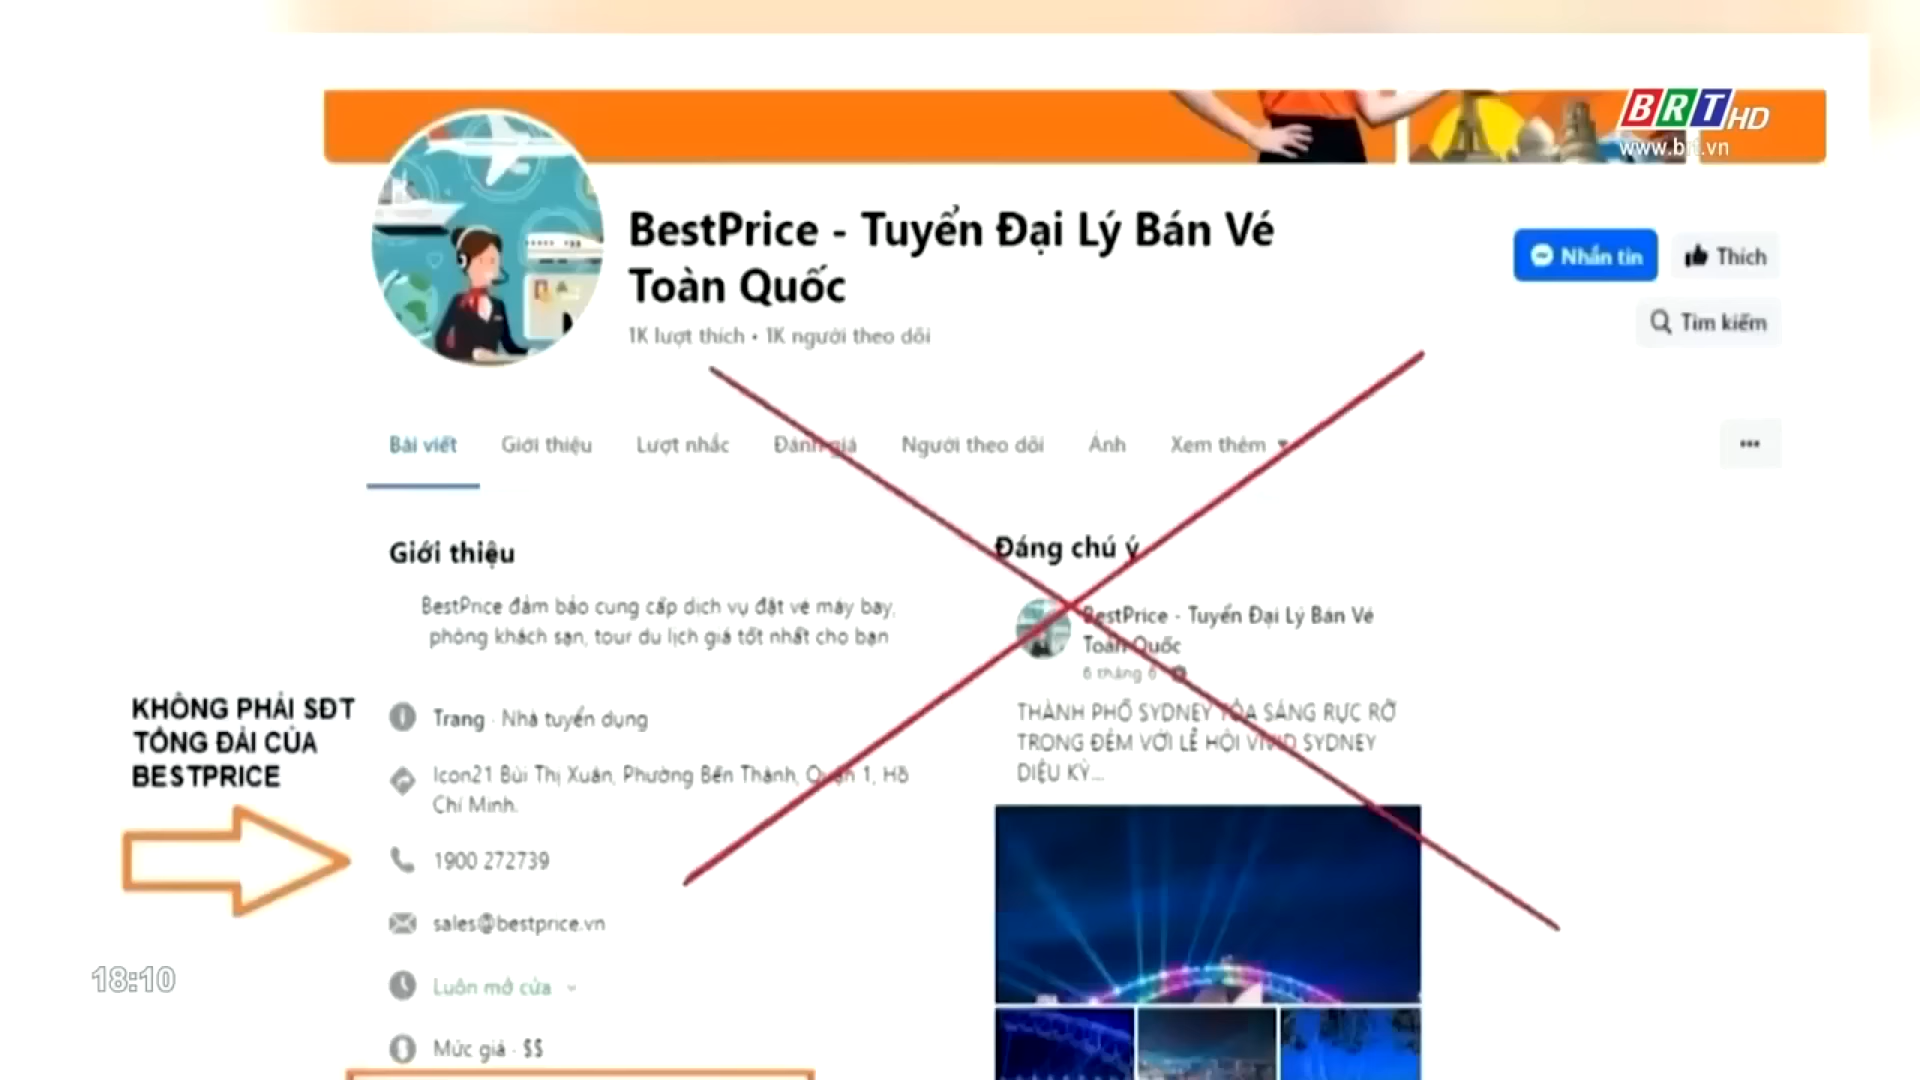 BRT HD
www.brt.vn
BestPrice - Tuyển Đại Lý Bán Vé
Toàn Quốc
1K lượt thích • 1K người theo dõi
Nhắn tin
Thích
Tìm kiếm
Bài viết
Giới thiệu
Lượt nhắc
Đánh giá
Người theo dõi
Ảnh
Xem thêm
Giới thiệu
BestPrice đảm bảo cung cấp dịch vụ đặt vé máy bay,
phòng khách sạn, tour du lịch giá tốt nhất cho bạn
KHÔNG PHẢI SĐT
TỔNG ĐÀI CỦA
BESTPRICE
Trang · Nhà tuyển dụng
Icon21 Bùi Thị Xuân, Phường Bến Thành, Quận 1, Hồ
Chí Minh.
1900 272739
sales@bestprice.vn
Luôn mở cửa
Mức giá · $$
Đáng chú ý
BestPrice - Tuyển Đại Lý Bán Vé
Toàn Quốc
6 tháng 6
THÀNH PHỐ SYDNEY TỎA SÁNG RỰC RỠ
TRONG ĐÊM VỚI LỄ HỘI VIVID SYDNEY
DIỆU KỲ...
18:10